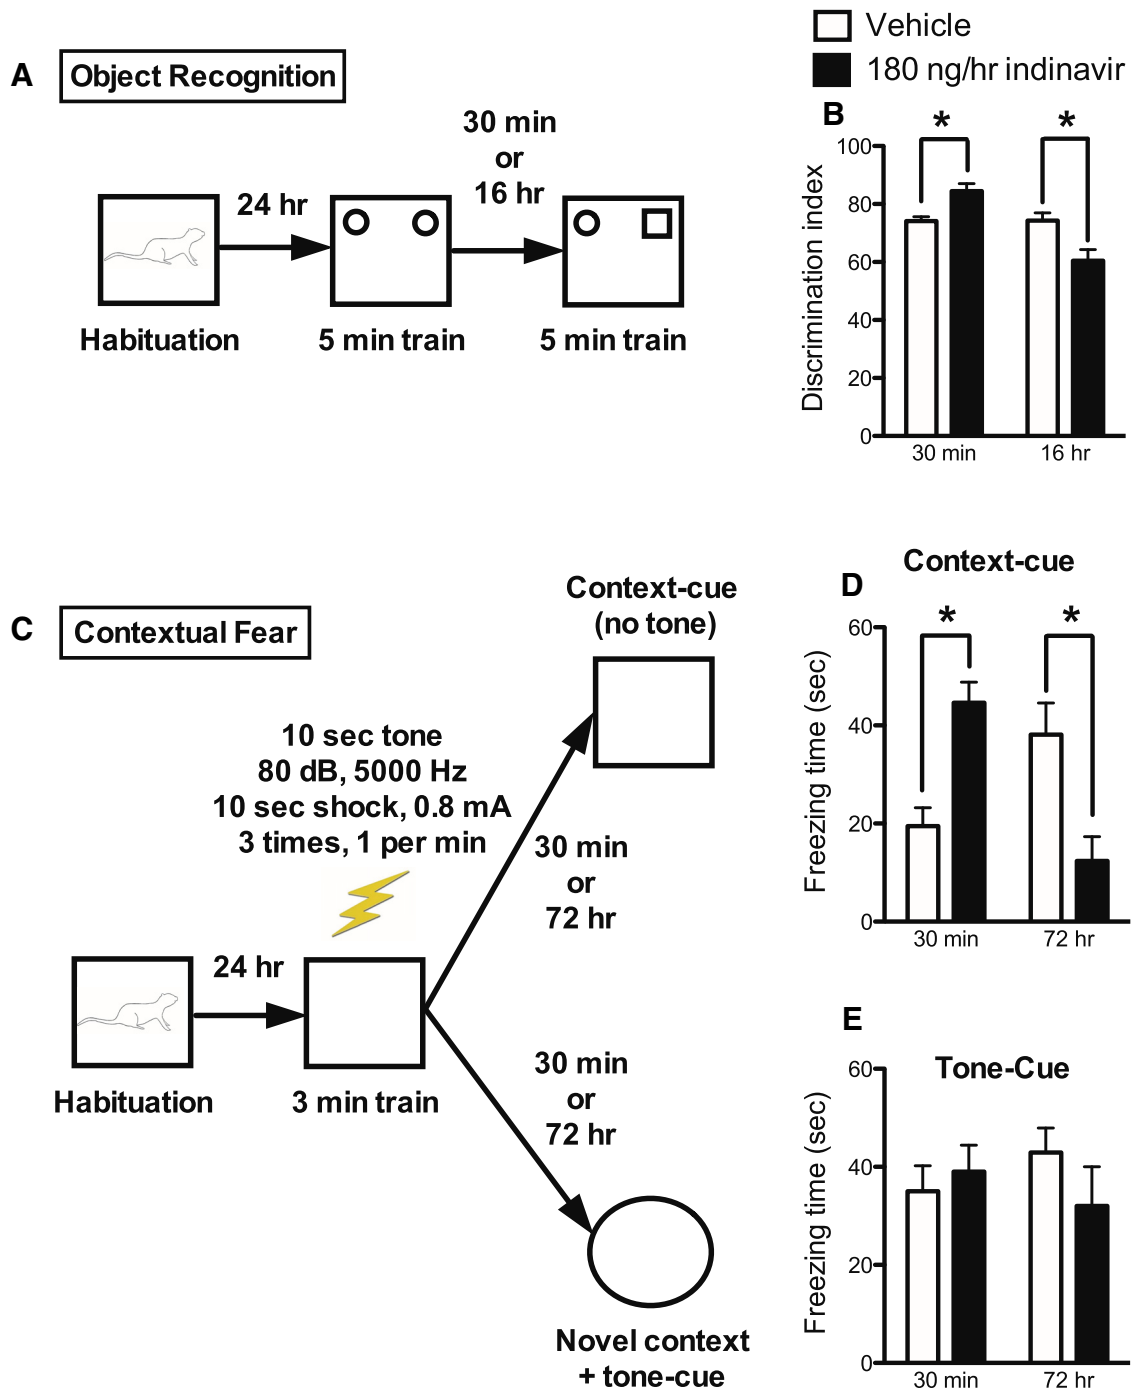 Vehicle
180 ng/hr indinavir
A
Object Recognition
30 min
or
16 hr
24 hr
Habituation
5 min train
5 min train
B
*
*
Discrimination index
100
80
60
40
20
0
30 min
16 hr
C
Contextual Fear
Context-cue
(no tone)
10 sec tone
80 dB, 5000 Hz
10 sec shock, 0.8 mA
3 times, 1 per min
30 min
or
72 hr
24 hr
Habituation
3 min train
30 min
or
72 hr
Novel context
+ tone-cue
D
Context-cue
*
*
Freezing time (sec)
60
40
20
0
30 min
72 hr
E
Tone-Cue
Freezing time (sec)
60
40
20
0
30 min
72 hr